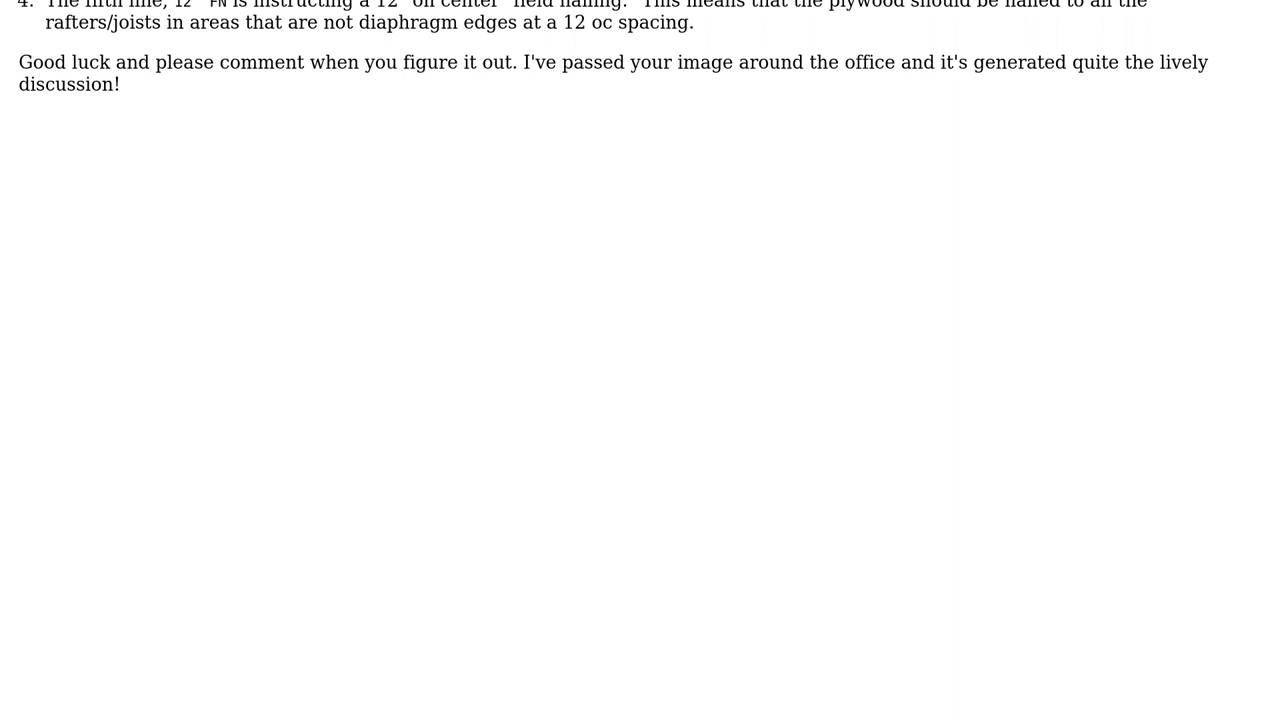 4. The fifth line, 12" FN is instructing a 12" on center "field nailing." This means that the plywood should be nailed to all the
rafters/joists in areas that are not diaphragm edges at a 12 oc spacing.
Good luck and please comment when you figure it out. I've passed your image around the office and it's generated quite the lively
discussion!